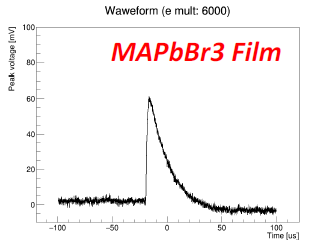 Waweform (e mult: 6000)
MAPbBr3 Film
Peak voltage [mV]
100
80
60
40
20
0
−100 −50 0 50 100
Time [us]